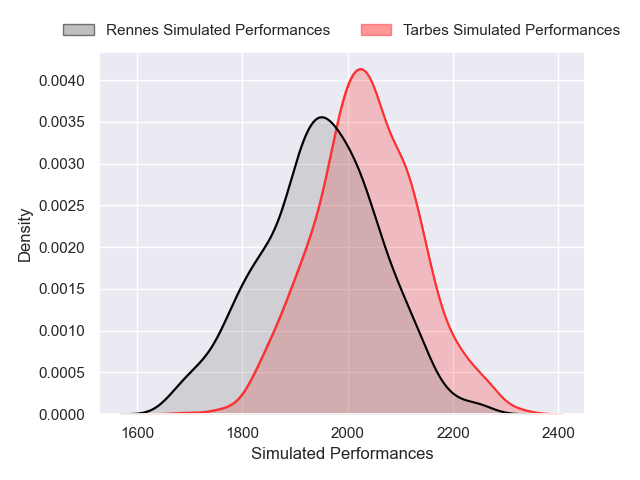 Rennes Simulated Performances Tarbes Simulated Performances
0.0040
0.0035
0.0030
0.0025
0.0020
0.0015
0.0010
0.0005
0.0000
Density
1600 1800 2000 2200 2400
Simulated Performances